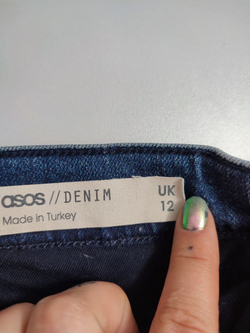 asos // DENIM UK
Made in Turkey 12